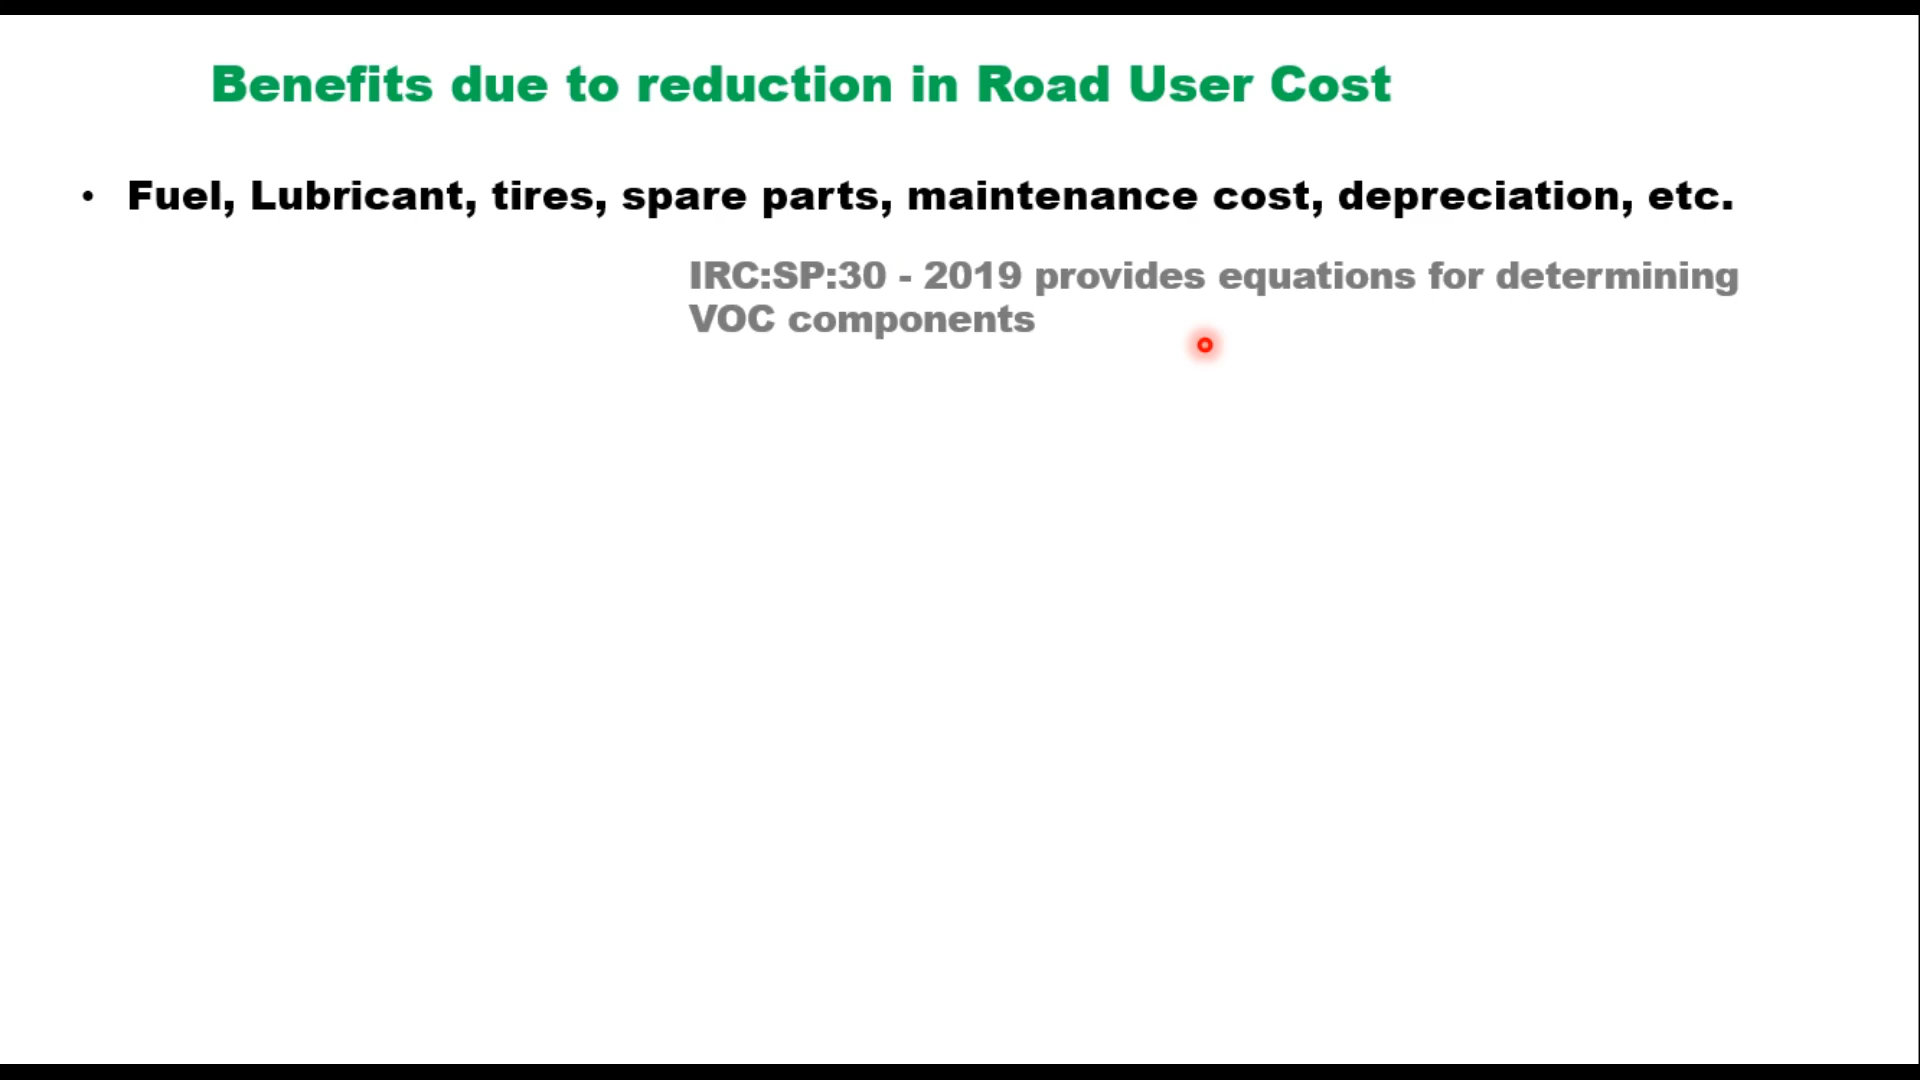 Benefits due to reduction in Road User Cost
• Fuel, Lubricant, tires, spare parts, maintenance cost, depreciation, etc.
IRC:SP:30 - 2019 provides equations for determining
VOC components